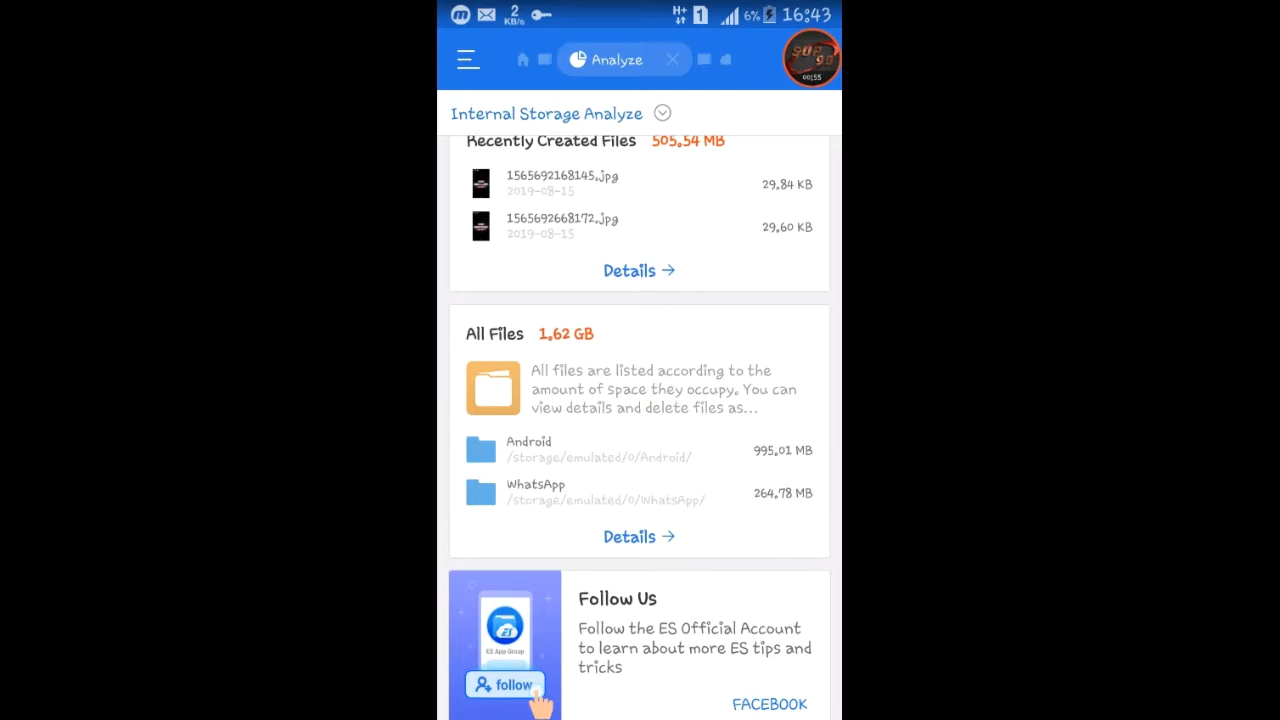 2
KB/s
H+
1
6%
16:43
Analyze
SUP
90
00:55
Internal Storage Analyze
Recently Created Files 505.54 MB
1565692168145.jpg
2019-08-15
29.84 KB
1565692668172.jpg
2019-08-15
29.60 KB
Details →
All Files 1.62 GB
All files are listed according to the
amount of space they occupy. You can
view details and delete files as...
Android
/storage/emulated/0/Android/
995.01 MB
WhatsApp
/storage/emulated/0/WhatsApp/
264.78 MB
Details →
ES
ES App Group
follow
Follow Us
Follow the ES Official Account
to learn about more ES tips and
tricks
FACEBOOK